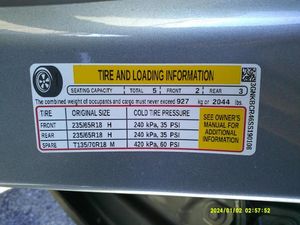 TIRE AND LOADING INFORMATION
SEATING CAPACITY TOTAL 5 FRONT 2 REAR 3
The combined weight of occupants and cargo must never exceed 927 kg or 2044 lbs.
TIRE ORIGINAL SIZE COLD TIRE PRESSURE
FRONT 235/65R18 H 240 kPa, 35 PSI
REAR 235/65R18 H 240 kPa, 35 PSI
SPARE T135/70R18 M 420 kPa, 60 PSI
SEE OWNER'S
MANUAL FOR
ADDITIONAL
INFORMATION
2024/01/02 02:57:52